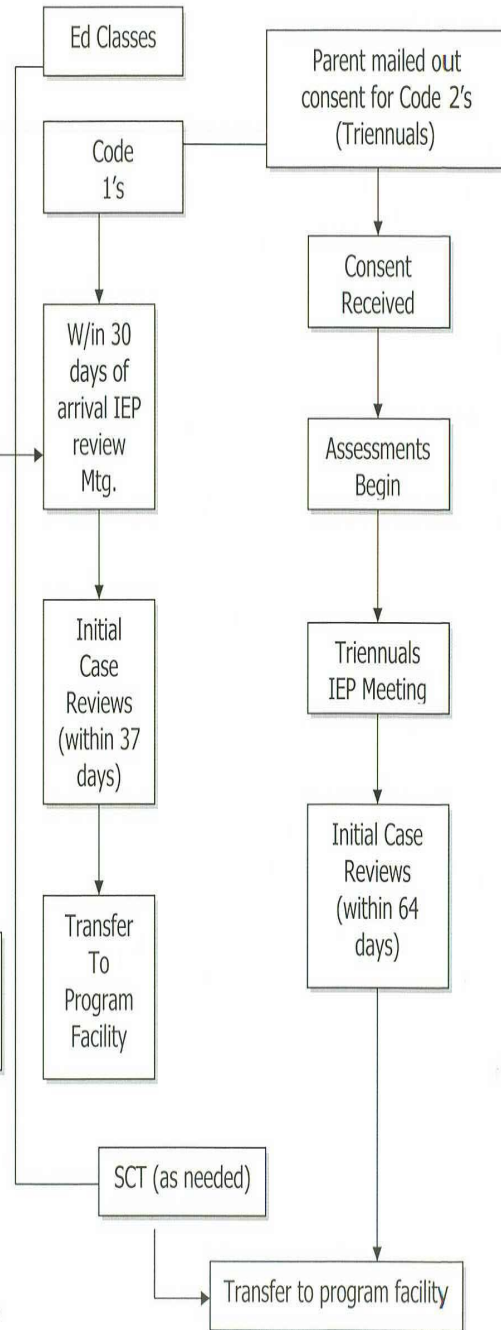 Ed Classes
Parent mailed out
consent for Code 2's
(Triennuals)
Code
1's
Consent
Received
W/in 30
days of
arrival IEP
review
Mtg.
Assessments
Begin
Initial
Case
Reviews
(within 37
days)
Triennuals
IEP Meeting
Initial Case
Reviews
(within 64
days)
Transfer
To
Program
Facility
SCT (as needed)
Transfer to program facility